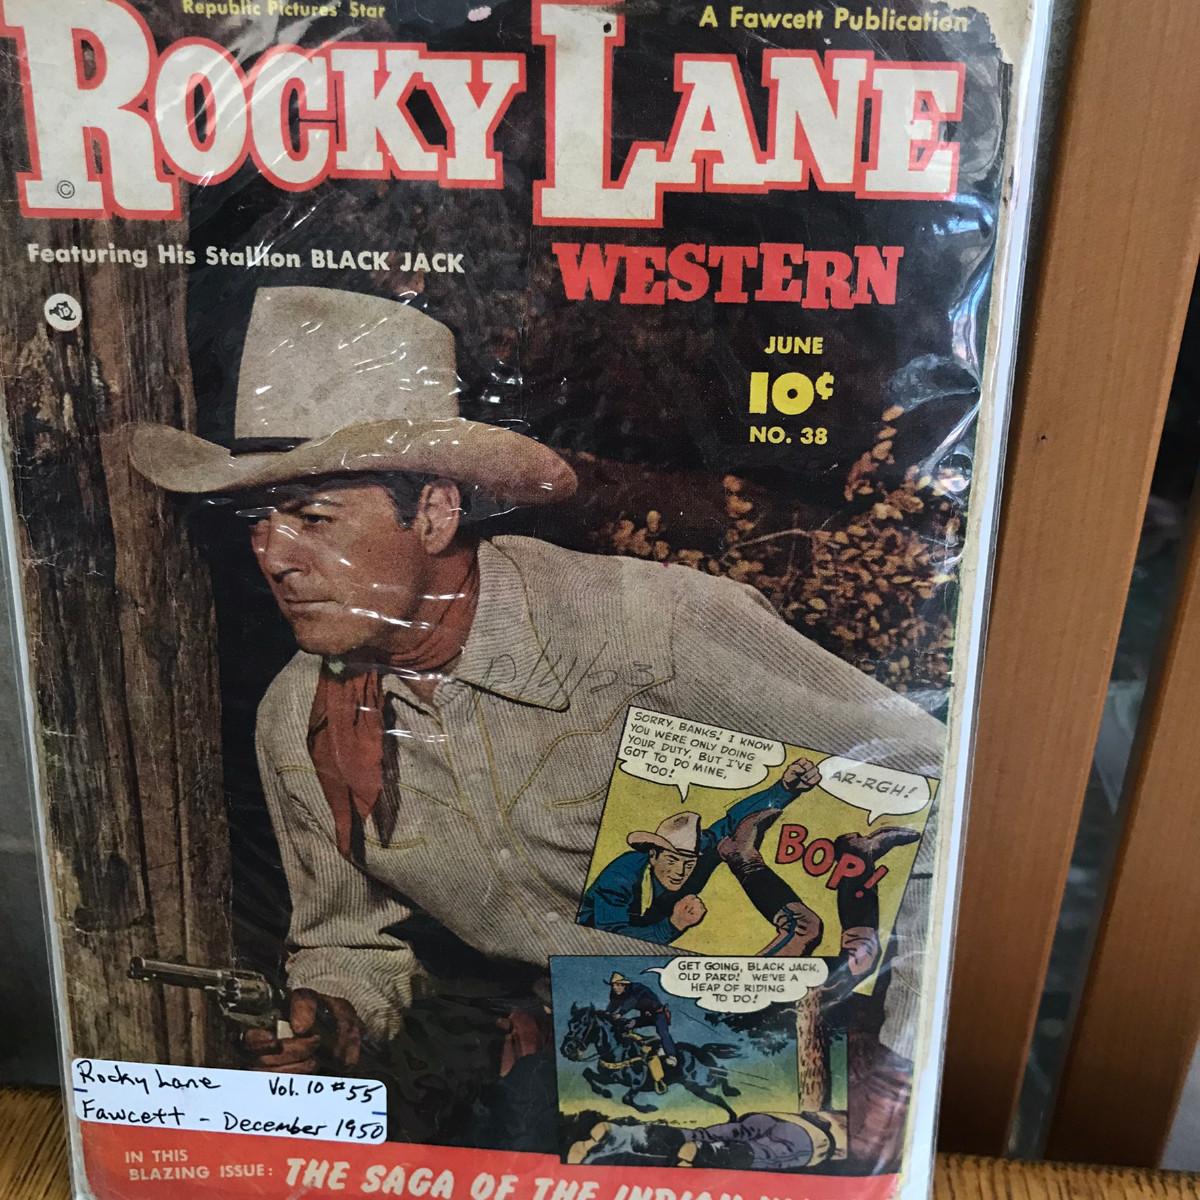 Republic Pictures' Star
A Fawcett Publication
ROCKY LANE
©
Featuring His Stallion BLACK JACK
WESTERN
JUNE
10¢
NO. 38
SORRY, BANKS! I KNOW
YOU WERE ONLY DOING
YOUR DUTY, BUT I'VE
GOT TO DO MINE,
TOO!
AR-RGH!
BOP!
GET GOING, BLACK JACK,
OLD PARD! WE'VE A
HEAP OF RIDING
TO DO!
Rocky Lane Vol. 10 #55
Fawcett - December 1950
IN THIS
BLAZING ISSUE: THE SAGA OF THE INDIAN